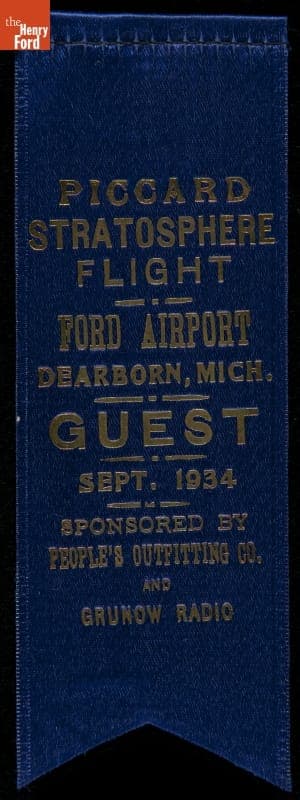 the
Henry
Ford
PICCARD
STRATOSPHERE
FLIGHT
FORD AIRPORT
DEARBORN, MICH.
GUEST
SEPT. 1934
SPONSORED BY
PEOPLE'S OUTFITTING CO.
AND
GRUNOW RADIO